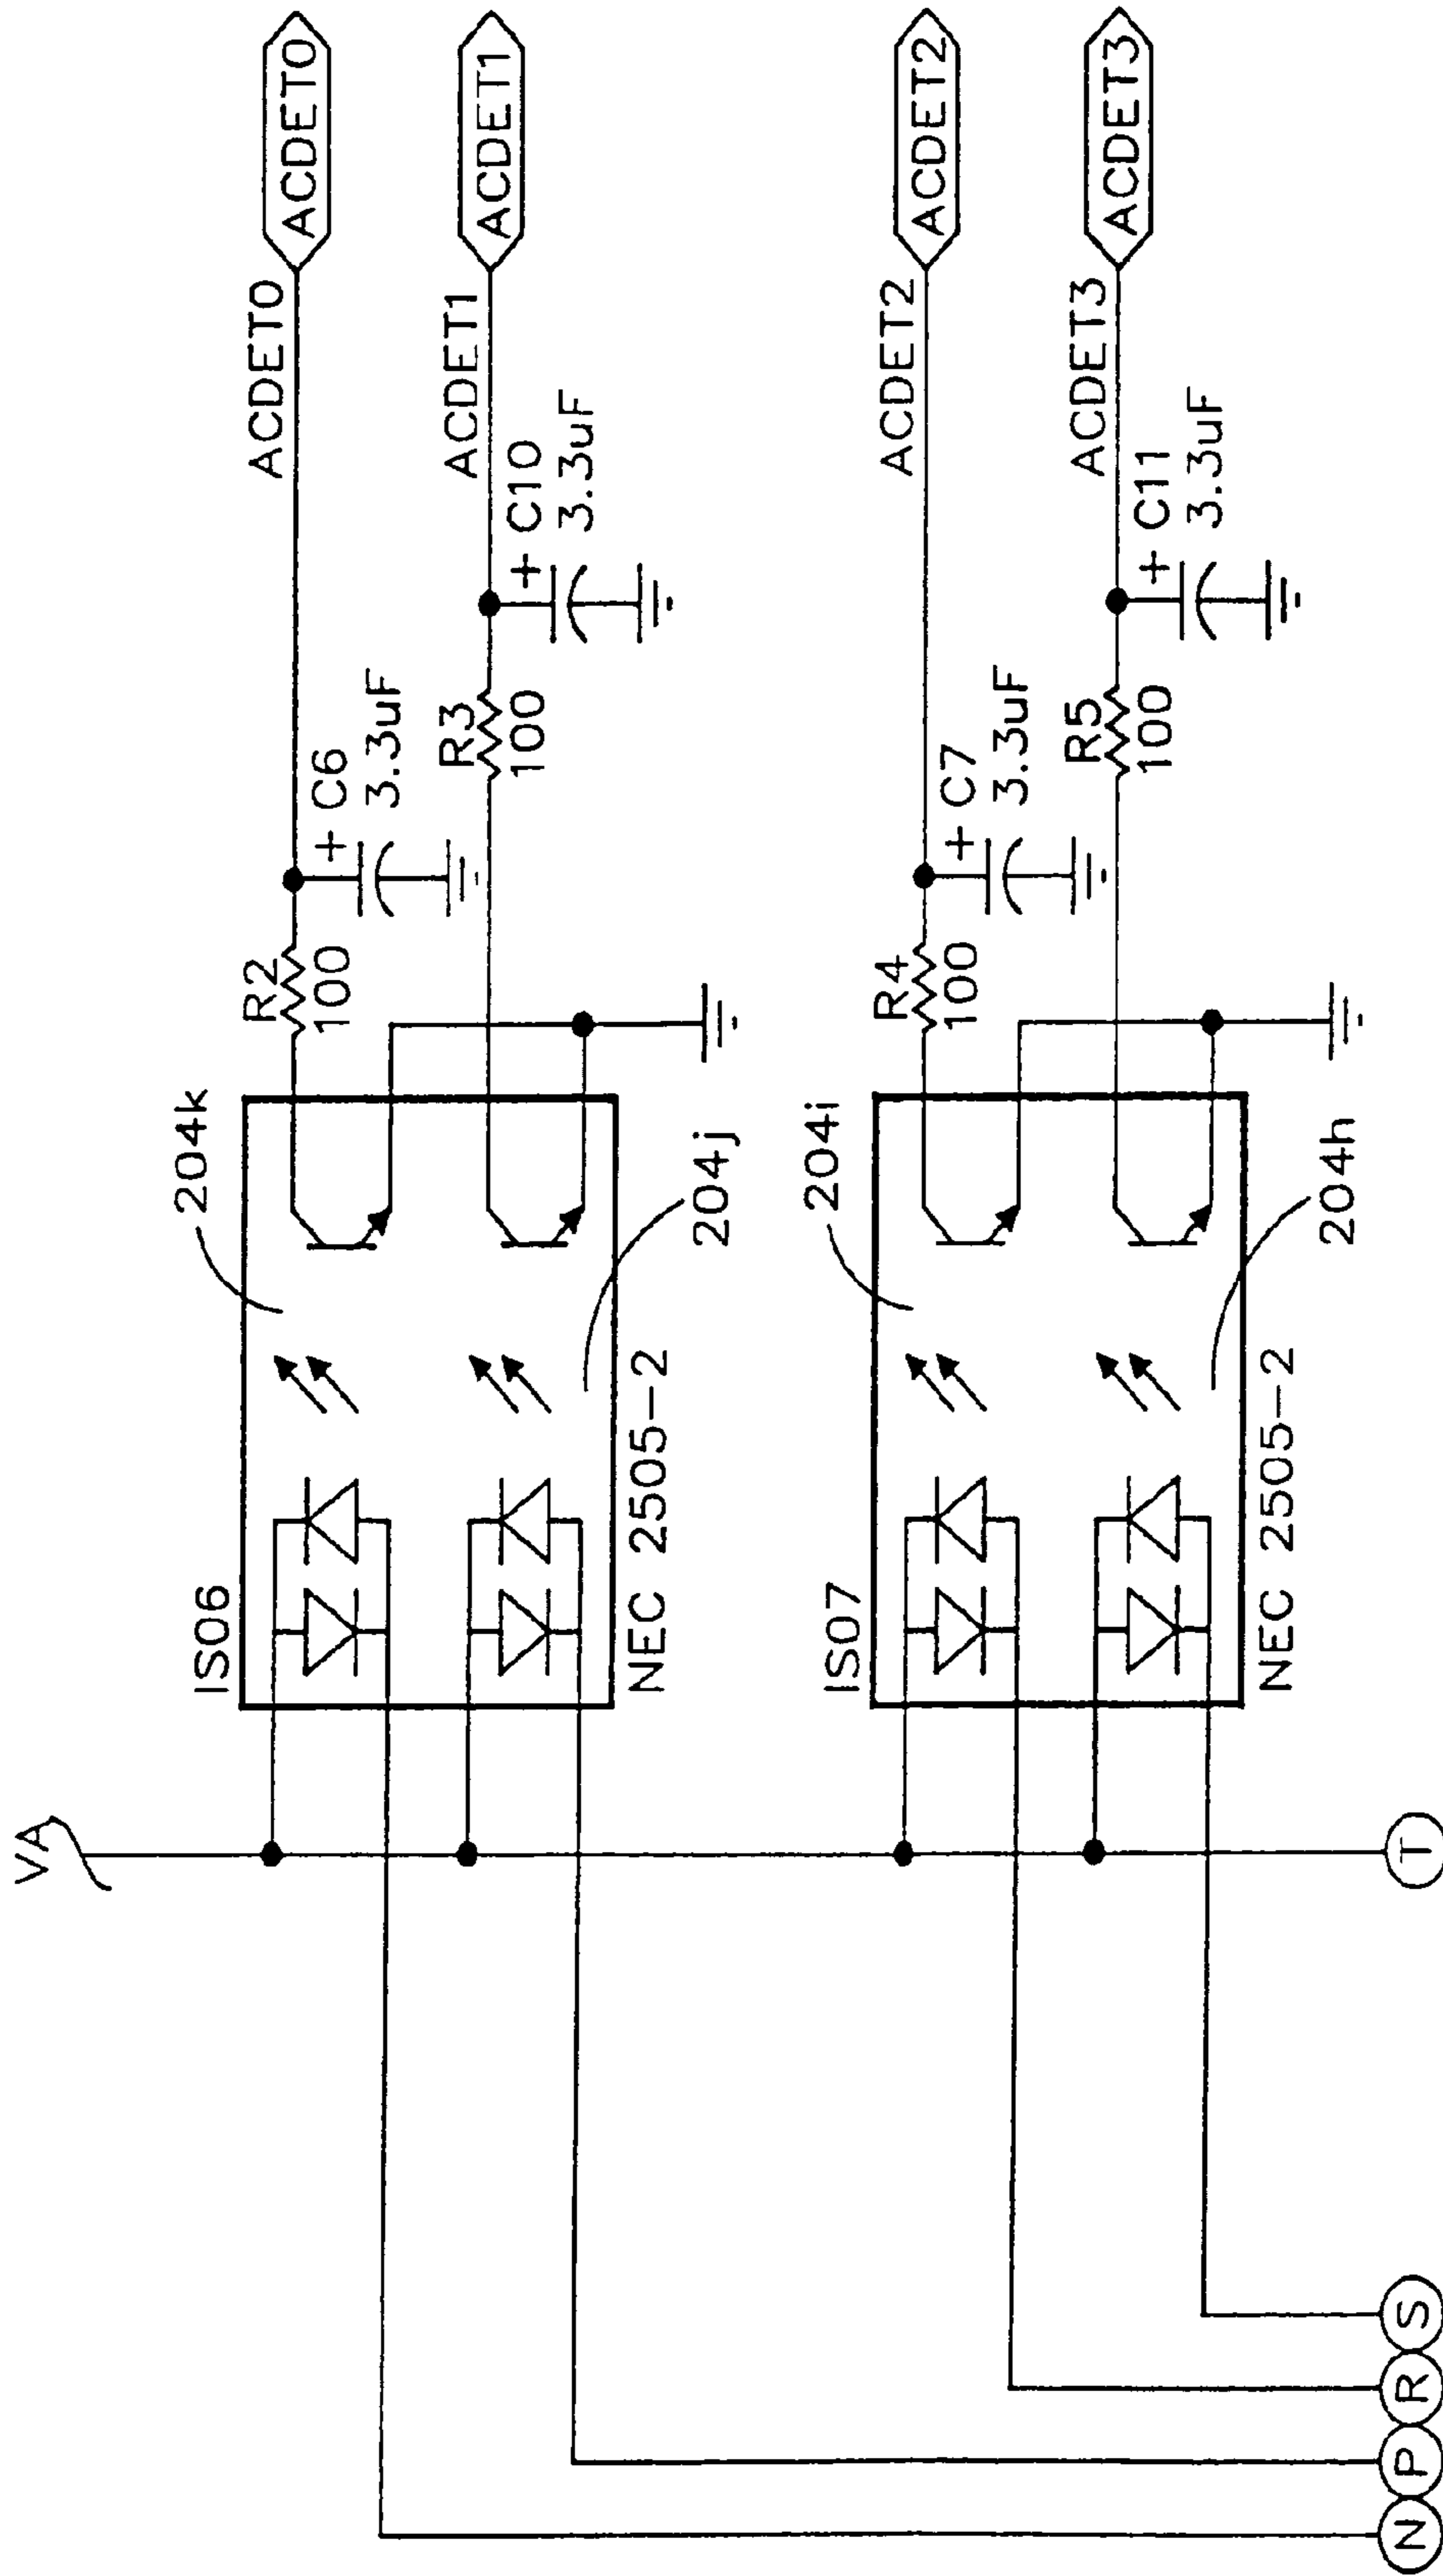 VA
ISO6
204k
R2
100
+ C6
3.3uF
ACDET0
ACDET0
R3
100
+ C10
3.3uF
ACDET1
ACDET1
204j
NEC 2505-2
ISO7
204i
R4
100
+ C7
3.3uF
ACDET2
ACDET2
R5
100
+ C11
3.3uF
ACDET3
ACDET3
204h
NEC 2505-2
N
P
R
S
T